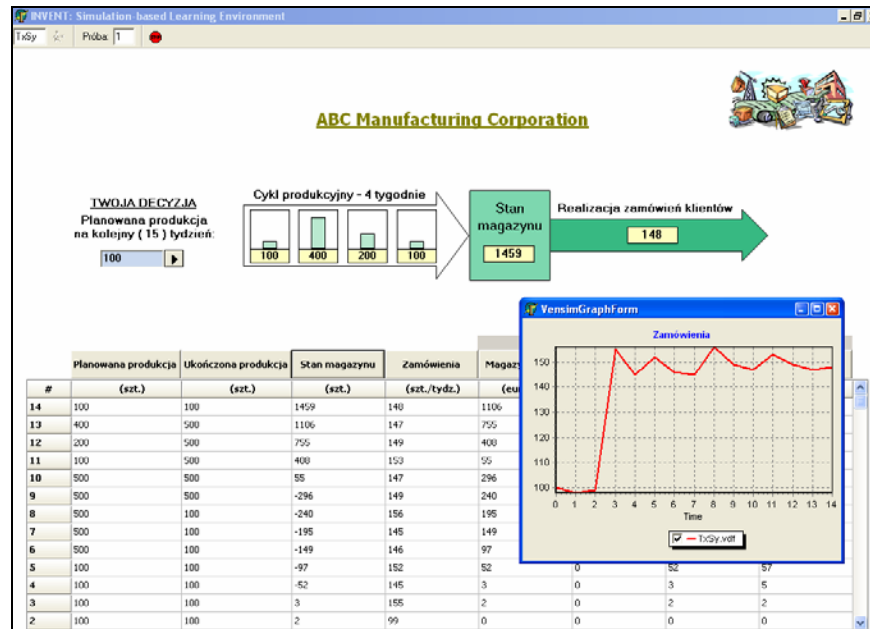 INVENT: Simulation-based Learning Environment
TxSy Próba: 1
ABC Manufacturing Corporation
TWOJA DECYZJA
Planowana produkcja
na kolejny ( 15 ) tydzień:
100
Cykl produkcyjny - 4 tygodnie
100 400 200 100
Stan
magazynu
1459
Realizacja zamówień klientów
148
VensimGraphForm
Zamówienia
150
140
130
120
110
100
0 1 2 3 4 5 6 7 8 9 10 11 12 13 14
Time
TxSy.vdf
Planowana produkcja Ukończona produkcja Stan magazynu Zamówienia
# (szt.) (szt.) (szt.) (szt./tydz.)
14 100 100 1459 148 1106
13 400 500 1106 147 755
12 200 500 755 149 408
11 100 500 408 153 55
10 500 500 55 147 296
9 500 500 -296 149 240
8 500 100 -240 156 195
7 500 100 -195 145 149
6 500 100 -149 146 97
5 100 100 -97 152 52 0 52 57
4 100 100 -52 145 3 0 3 5
3 100 100 3 155 2 0 2 2
2 100 100 2 99 0 0 0 0